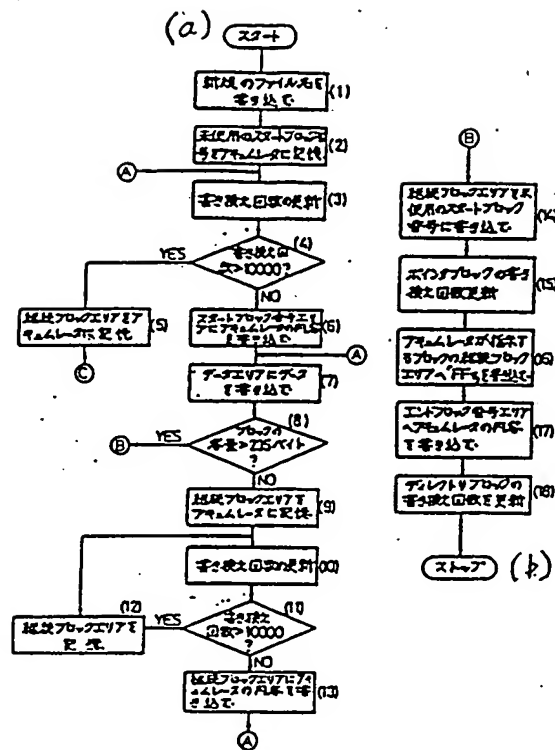 (a)
スタート
新規のファイル名を
書き込む
(1)
未使用のスタートブロック番
号をアキュムレータに記憶
(2)
A
書き換え回数の更新
(3)
(4)
書き換え回
数>10000?
YES
NO
継続ブロックエリアをア
キュムレータに記憶
(5)
C
スタートブロック番号エリ
アにアキュムレータの内容
を書き込む
(6)
A
データエリアにデータ
を書き込む
(7)
(8)
ブロックの
容量>235バイト
?
YES
B
NO
継続ブロックエリアを
アキュムレータに記憶
(9)
書き換え回数の更新
(10)
(11)
書き換え
回数>10000
?
YES
NO
(12)
継続ブロックエリアを
記憶
継続ブロックエリアにアキ
ュムレータの内容を書き
込む
(13)
A
B
継続ブロックエリアを未
使用のスタートブロック
番号に書き込む
(14)
ポインタブロックの書き
換え回数更新
(15)
アキュムレータが指示す
るブロックの継続ブロック
エリアへ"FF"を書き込む
(16)
エンドブロック番号エリア
へアキュムレータの内容
を書き込む
(17)
ディレクトリブロックの
書き換え回数を更新
(18)
ストップ
(b)